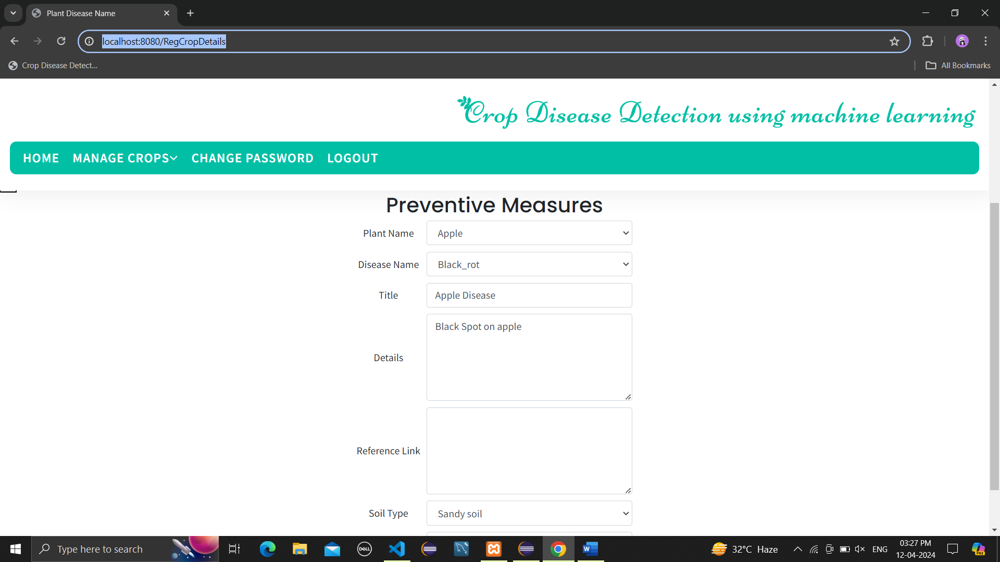 Plant Disease Name
localhost:8080/RegCropDetails
Crop Disease Detect...
All Bookmarks
Crop Disease Detection using machine learning
HOME MANAGE CROPS CHANGE PASSWORD LOGOUT
Preventive Measures
Plant Name Apple
Disease Name Black_rot
Title Apple Disease
Black Spot on apple
Details
Reference Link
Soil Type Sandy soil
Type here to search
DELL
W
32°C Haze
ENG
03:27 PM
12-04-2024
PRE